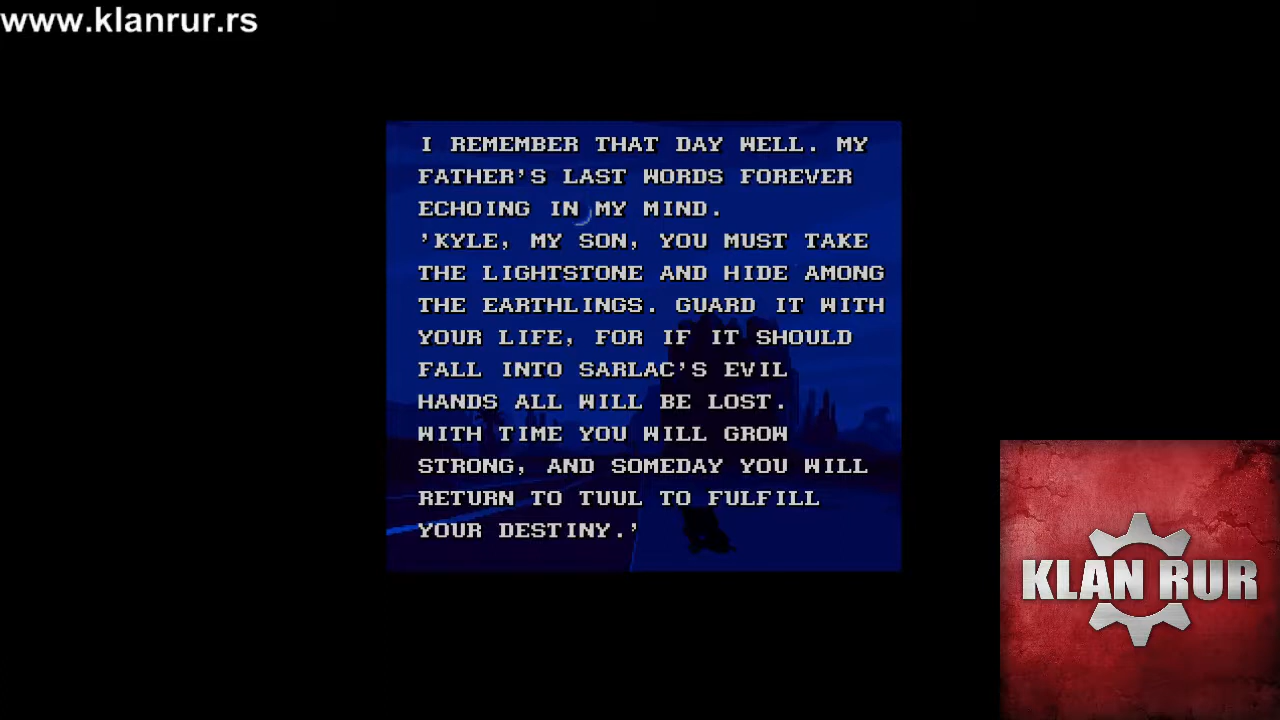 www.klanrur.rs
I REMEMBER THAT DAY WELL. MY
FATHER'S LAST WORDS FOREVER
ECHOING IN MY MIND.
'KYLE, MY SON, YOU MUST TAKE
THE LIGHTSTONE AND HIDE AMONG
THE EARTHLINGS. GUARD IT WITH
YOUR LIFE, FOR IF IT SHOULD
FALL INTO SARLAC'S EVIL
HANDS ALL WILL BE LOST.
WITH TIME YOU WILL GROW
STRONG, AND SOMEDAY YOU WILL
RETURN TO TUUL TO FULFILL
YOUR DESTINY.'
KLAN RUR